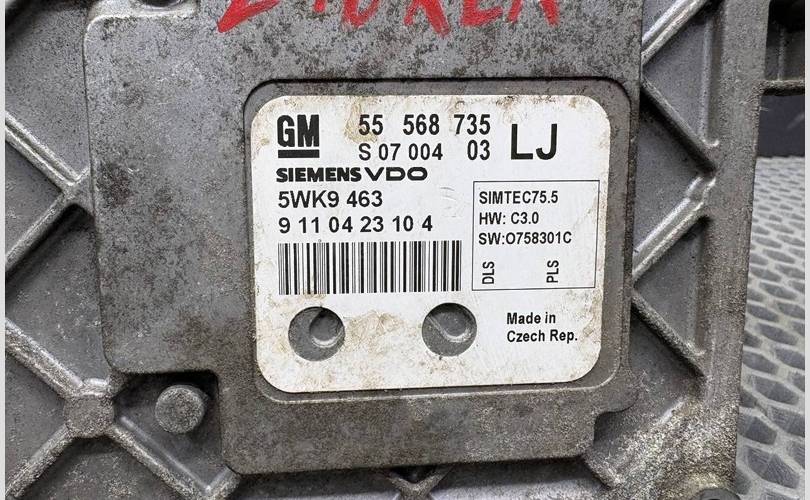 GM 55 568 735 LJ
S 07 004 03
SIEMENS VDO
5WK9 463
9 11 04 23 10 4
SIMTEC75.5
HW: C3.0
SW:O758301C
DLS
PLS
Made in
Czech Rep.